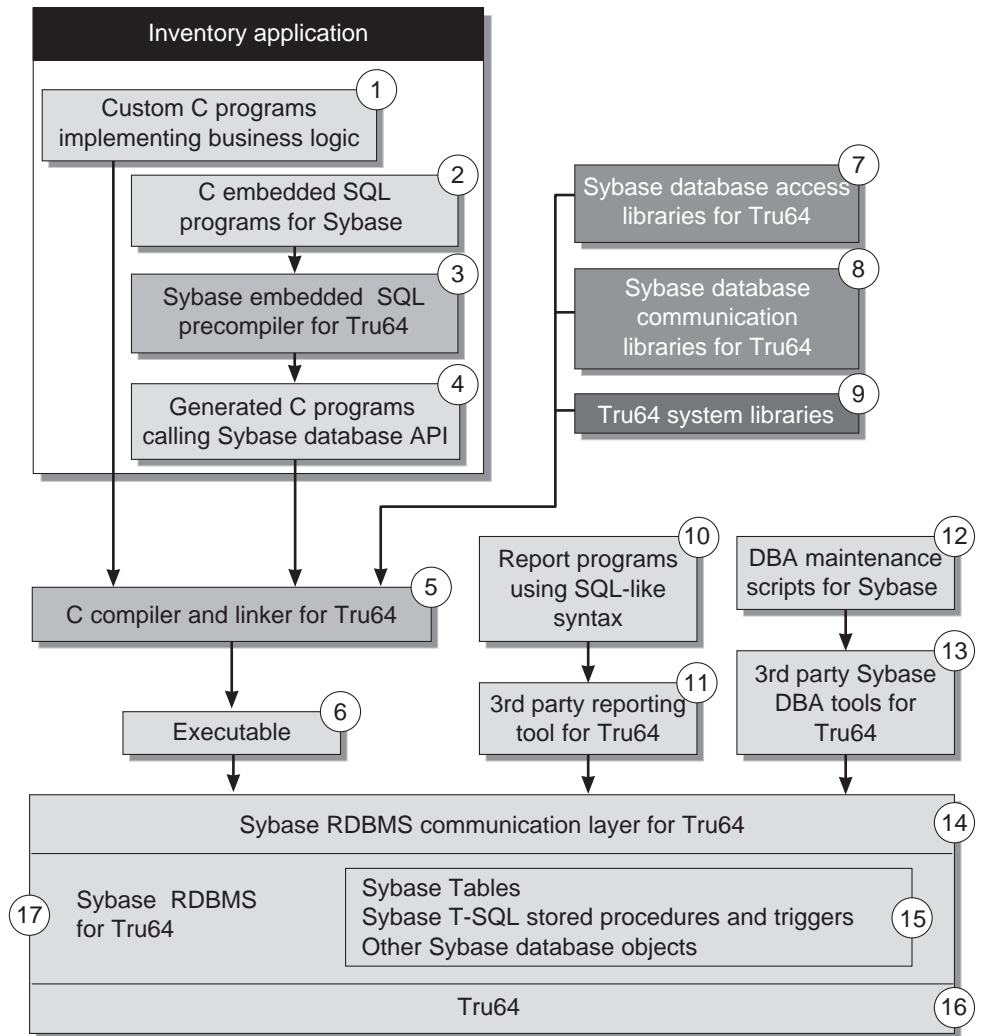 Inventory application
1
Custom C programs
implementing business logic
2
C embedded SQL
programs for Sybase
3
Sybase embedded SQL
precompiler for Tru64
4
Generated C programs
calling Sybase database API
7
Sybase database access
libraries for Tru64
8
Sybase database
communication
libraries for Tru64
9
Tru64 system libraries
5
C compiler and linker for Tru64
6
Executable
10
Report programs
using SQL-like
syntax
11
3rd party reporting
tool for Tru64
12
DBA maintenance
scripts for Sybase
13
3rd party Sybase
DBA tools for
Tru64
Sybase RDBMS communication layer for Tru64
14
17
Sybase RDBMS
for Tru64
Sybase Tables
Sybase T-SQL stored procedures and triggers
Other Sybase database objects
15
Tru64
16